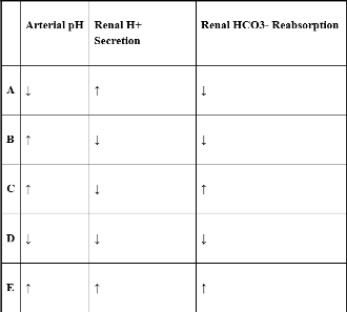 Arterial pH Renal H+ Renal HCO3- Reabsorption
Secretion
A ↓ ↑ ↓
B ↑ ↓ ↓
C ↑ ↓ ↑
D ↓ ↓ ↓
E ↑ ↑ ↑